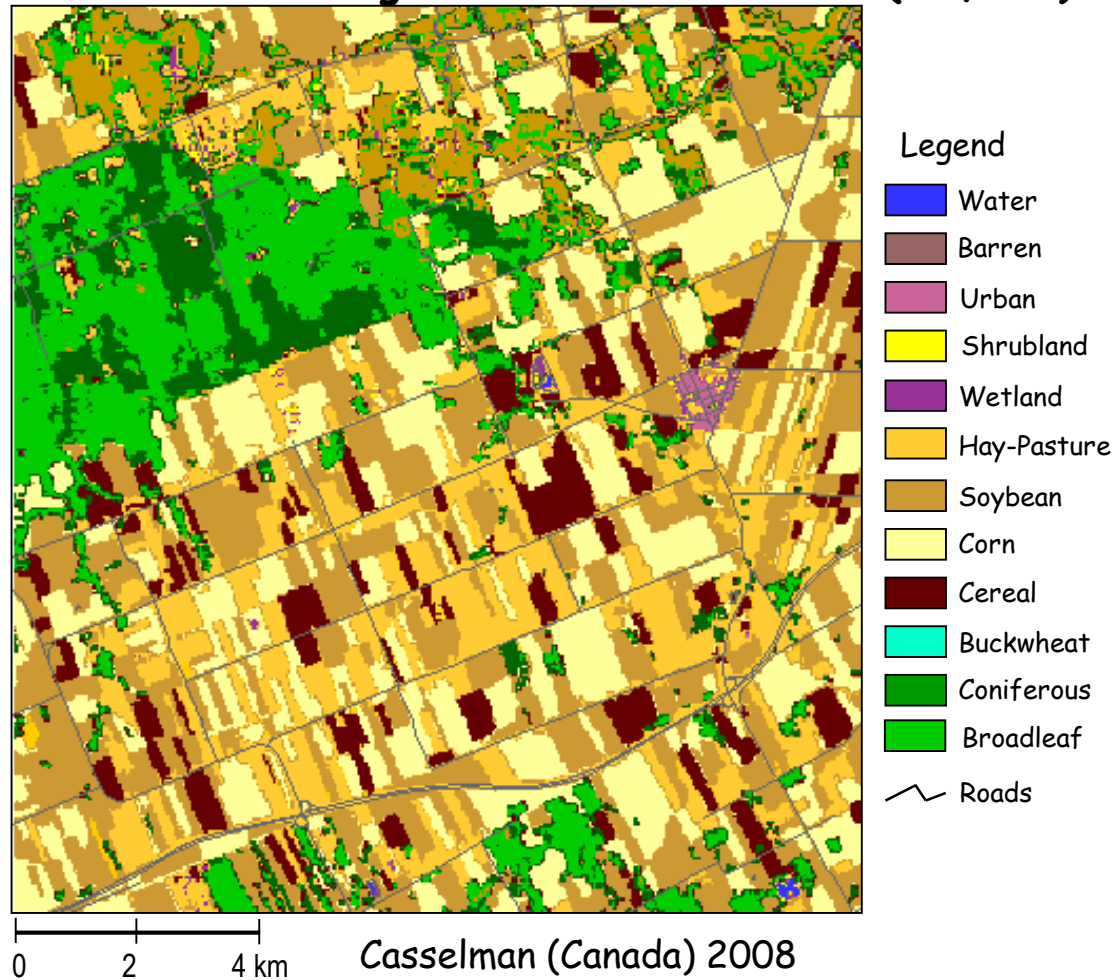 Legend
Water
Barren
Urban
Shrubland
Wetland
Hay-Pasture
Soybean
Corn
Cereal
Buckwheat
Coniferous
Broadleaf
Roads
0 2 4 km
Casselman (Canada) 2008